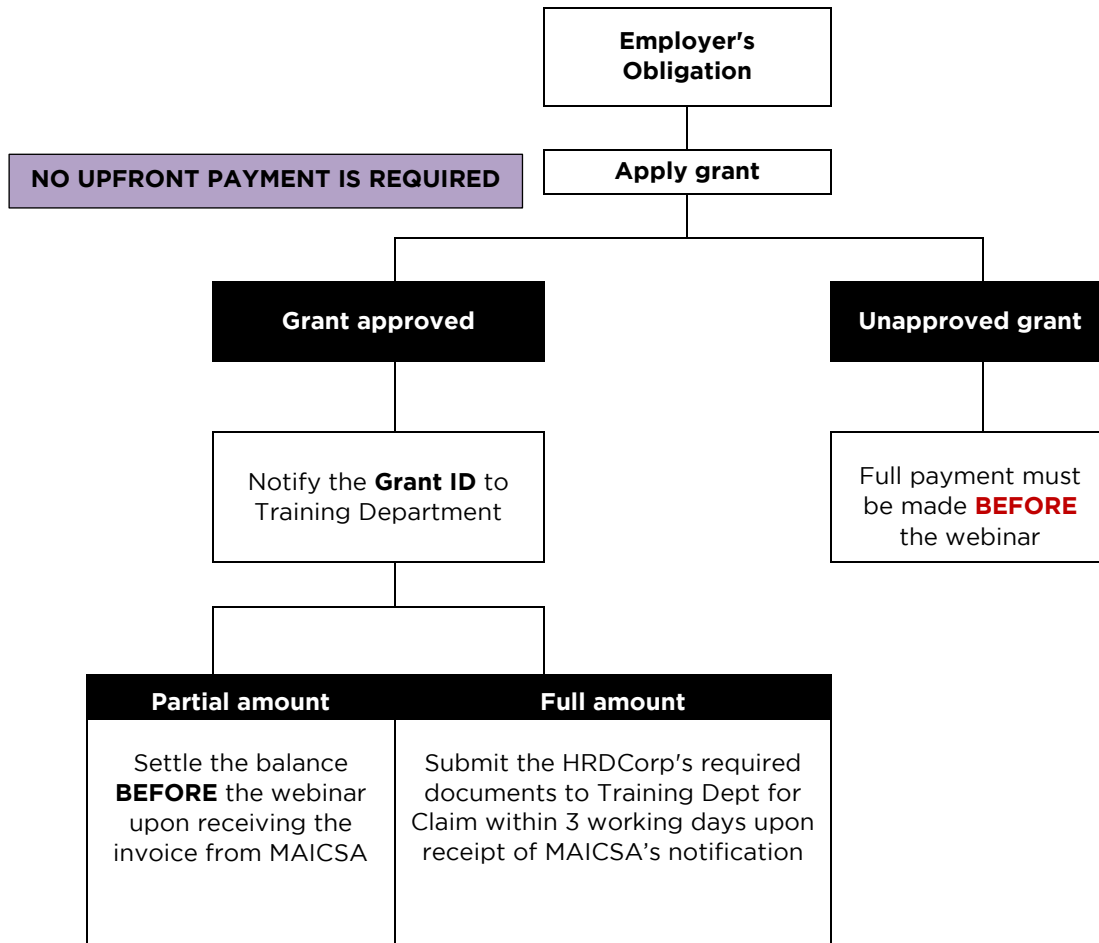 Employer's
Obligation
NO UPFRONT PAYMENT IS REQUIRED
Apply grant
Grant approved
Unapproved grant
Notify the Grant ID to
Training Department
Full payment must
be made BEFORE
the webinar
Partial amount
Full amount
Settle the balance
BEFORE the webinar
upon receiving the
invoice from MAICSA
Submit the HRDCorp's required
documents to Training Dept for
Claim within 3 working days upon
receipt of MAICSA’s notification